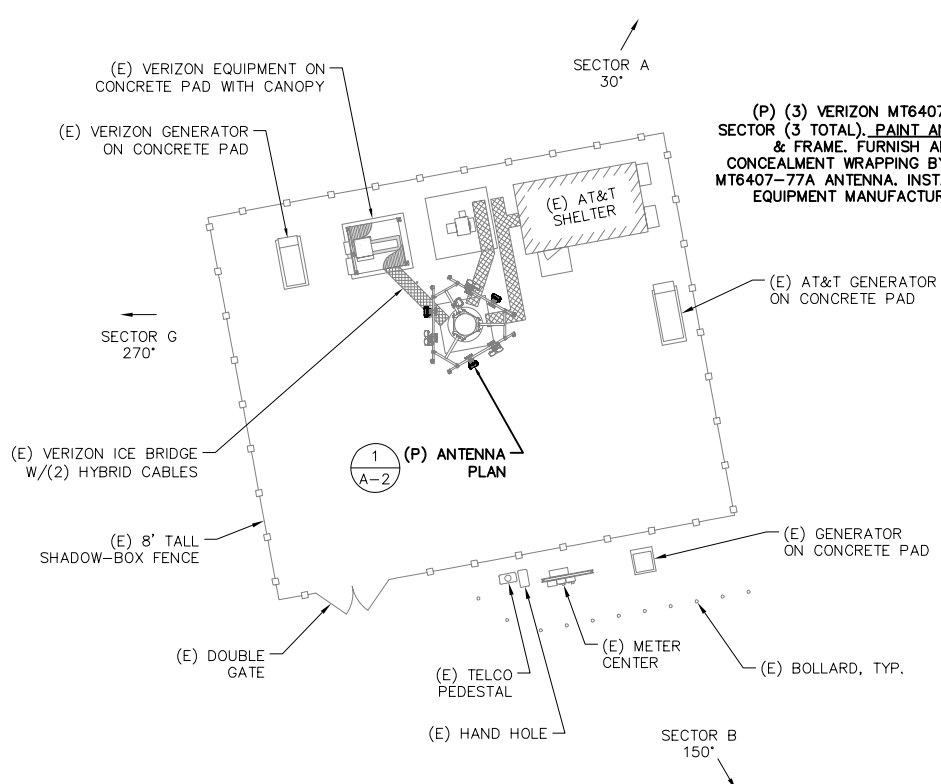 SECTOR A
30°
(E) VERIZON EQUIPMENT ON
CONCRETE PAD WITH CANOPY
(P) (3) VERIZON MT6407
SECTOR (3 TOTAL). PAINT AN
& FRAME. FURNISH A
CONCEALMENT WRAPPING BY
MT6407-77A ANTENNA. INSTA
EQUIPMENT MANUFACTUR
(E) VERIZON GENERATOR
ON CONCRETE PAD
(E) AT&T
SHELTER
(E) AT&T GENERATOR
ON CONCRETE PAD
SECTOR G
270°
(E) VERIZON ICE BRIDGE
W/(2) HYBRID CABLES
1
A-2
(P) ANTENNA
PLAN
(E) 8' TALL
SHADOW-BOX FENCE
(E) GENERATOR
ON CONCRETE PAD
(E) DOUBLE
GATE
(E) METER
CENTER
(E) BOLLARD, TYP.
(E) TELCO
PEDESTAL
(E) HAND HOLE
SECTOR B
150°